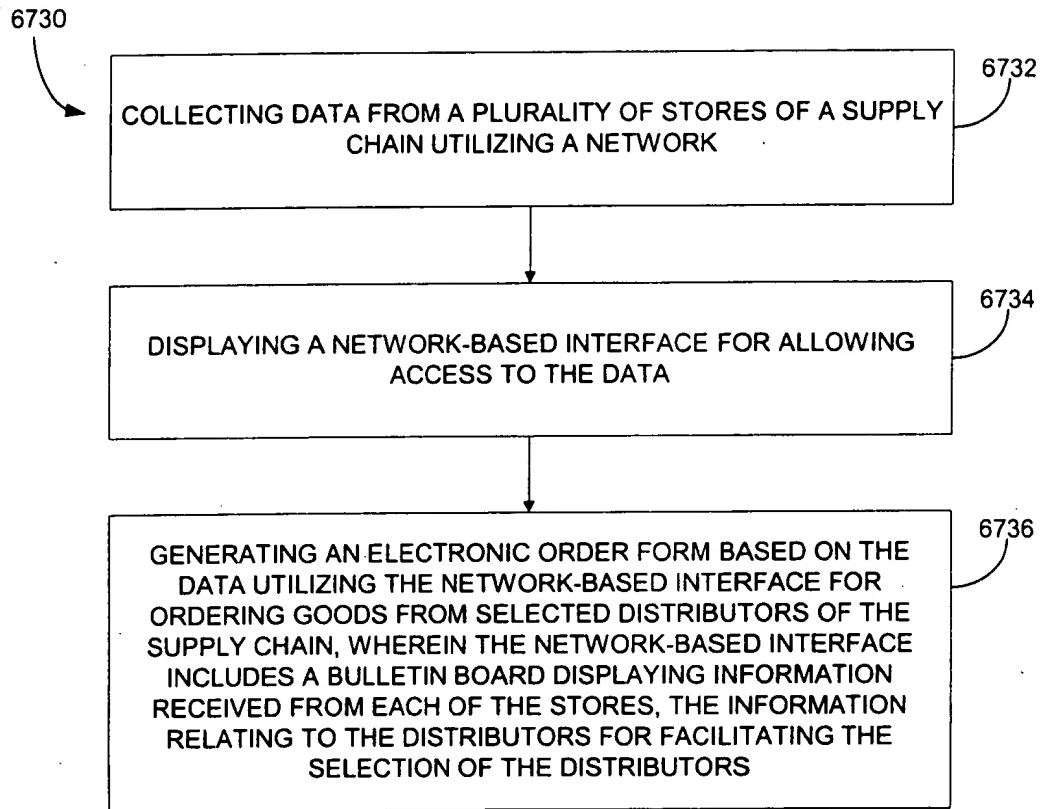 6730
6732
COLLECTING DATA FROM A PLURALITY OF STORES OF A SUPPLY
CHAIN UTILIZING A NETWORK
6734
DISPLAYING A NETWORK-BASED INTERFACE FOR ALLOWING
ACCESS TO THE DATA
6736
GENERATING AN ELECTRONIC ORDER FORM BASED ON THE
DATA UTILIZING THE NETWORK-BASED INTERFACE FOR
ORDERING GOODS FROM SELECTED DISTRIBUTORS OF THE
SUPPLY CHAIN, WHEREIN THE NETWORK-BASED INTERFACE
INCLUDES A BULLETIN BOARD DISPLAYING INFORMATION
RECEIVED FROM EACH OF THE STORES, THE INFORMATION
RELATING TO THE DISTRIBUTORS FOR FACILITATING THE
SELECTION OF THE DISTRIBUTORS